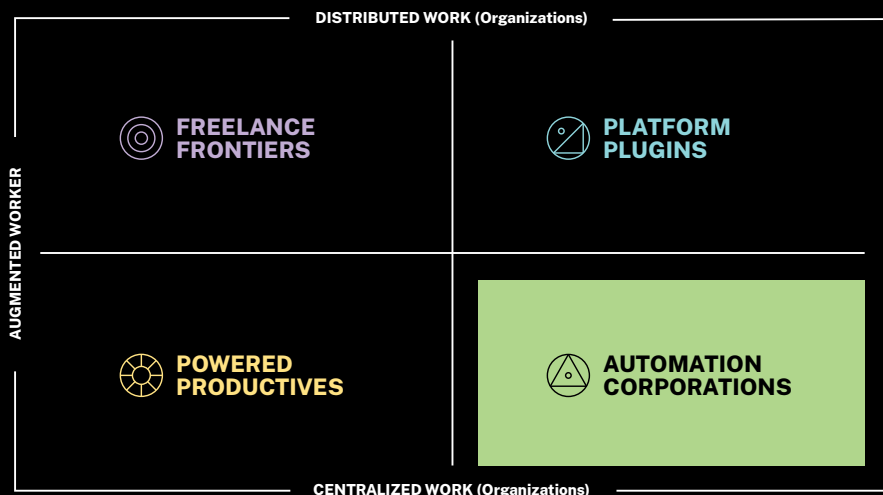 DISTRIBUTED WORK (Organizations)
FREELANCE
FRONTIERS
PLATFORM
PLUGINS
AUGMENTED WORKER
POWERED
PRODUCTIVES
AUTOMATION
CORPORATIONS
CENTRALIZED WORK (Organizations)